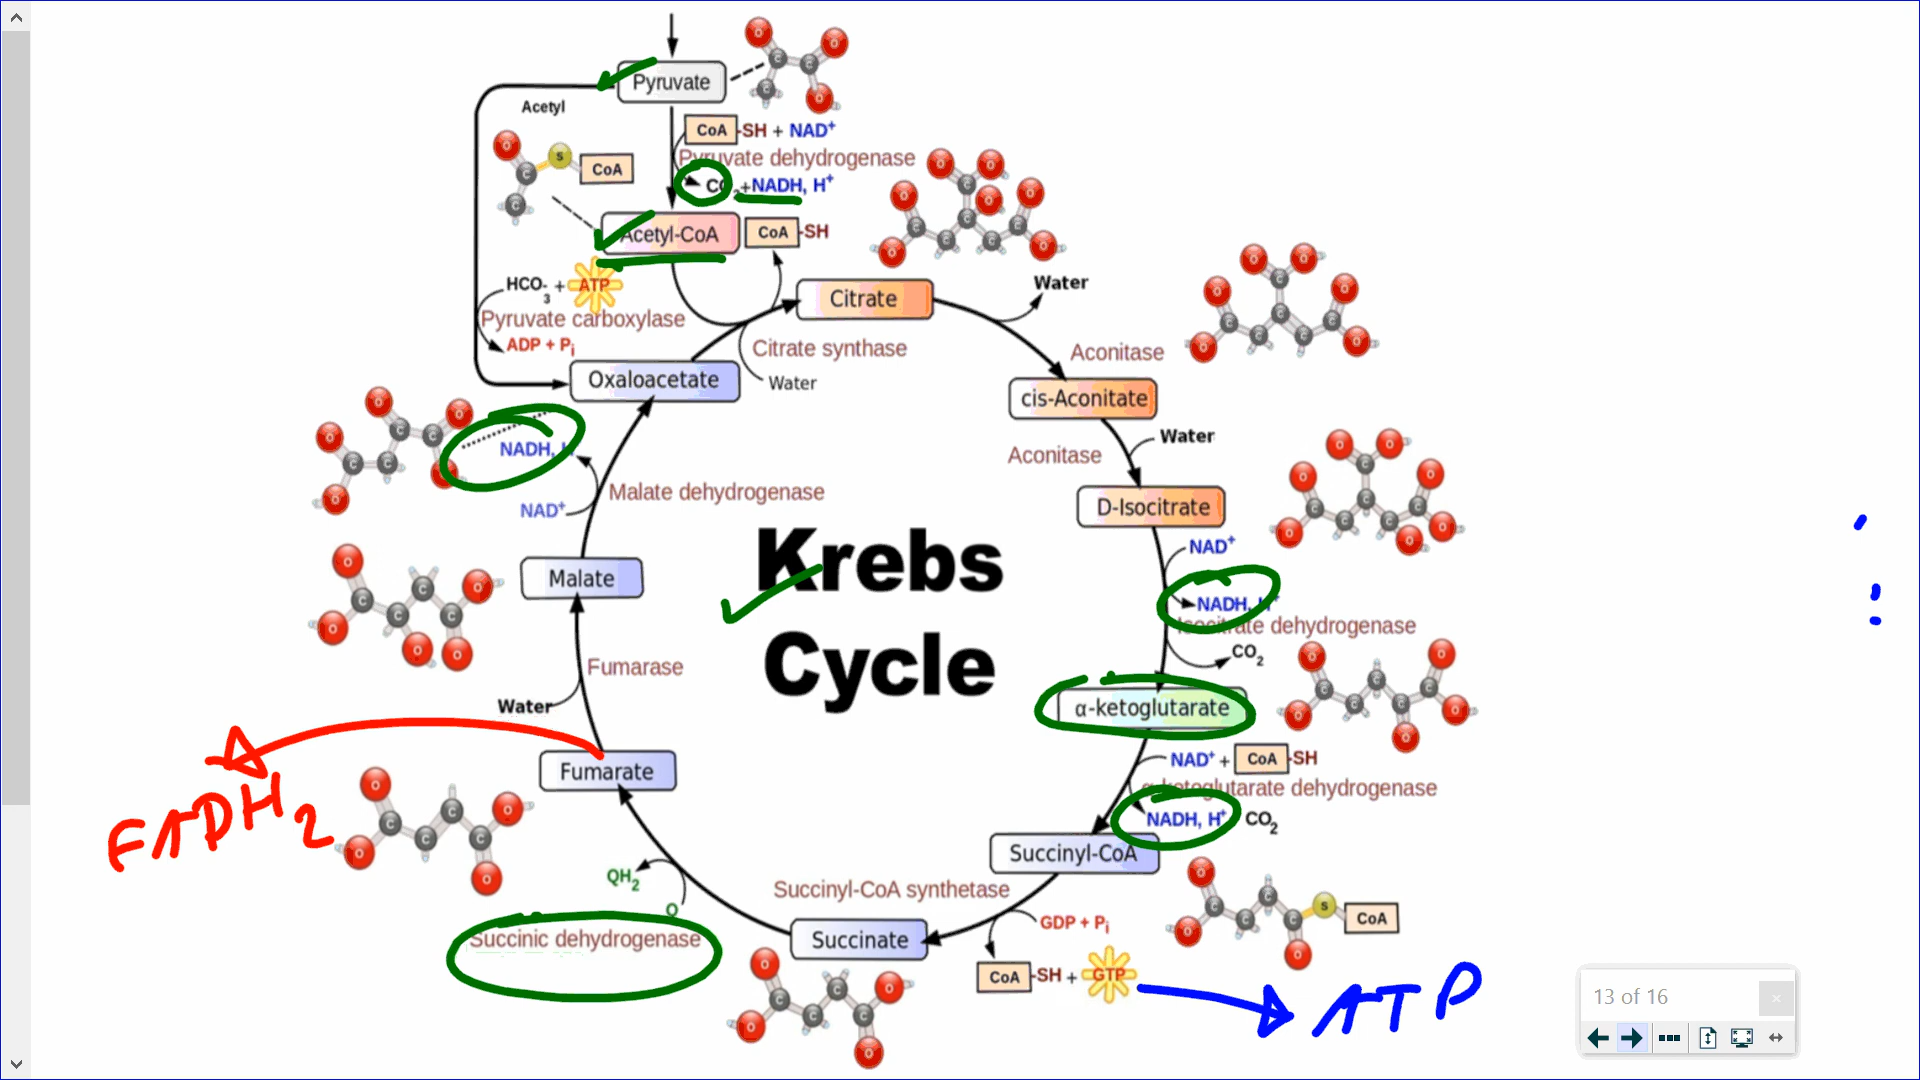 Pyruvate
Acetyl
CoA-SH + NAD+
Pyruvate dehydrogenase
S CoA
CO2+NADH, H+
Acetyl-CoA CoA-SH
HCO3- + ATP
Water
Citrate
Pyruvate carboxylase
ADP + Pi
Citrate synthase
Aconitase
Oxaloacetate
Water
cis-Aconitate
Water
NADH, H
Aconitase
Malate dehydrogenase
NAD+
D-Isocitrate
Krebs
Cycle
NAD+
Malate
NADH, H+
Isocitrate dehydrogenase
CO2
Fumarase
Water
α-ketoglutarate
NAD+ + CoA-SH
Fumarate
α-ketoglutarate dehydrogenase
FADH2
NADH, H+ CO2
Succinyl-CoA
QH2
Succinyl-CoA synthetase
Q
S CoA
GDP + Pi
Succinic dehydrogenase
Succinate
CoA-SH + GTP
ATP
13 of 16